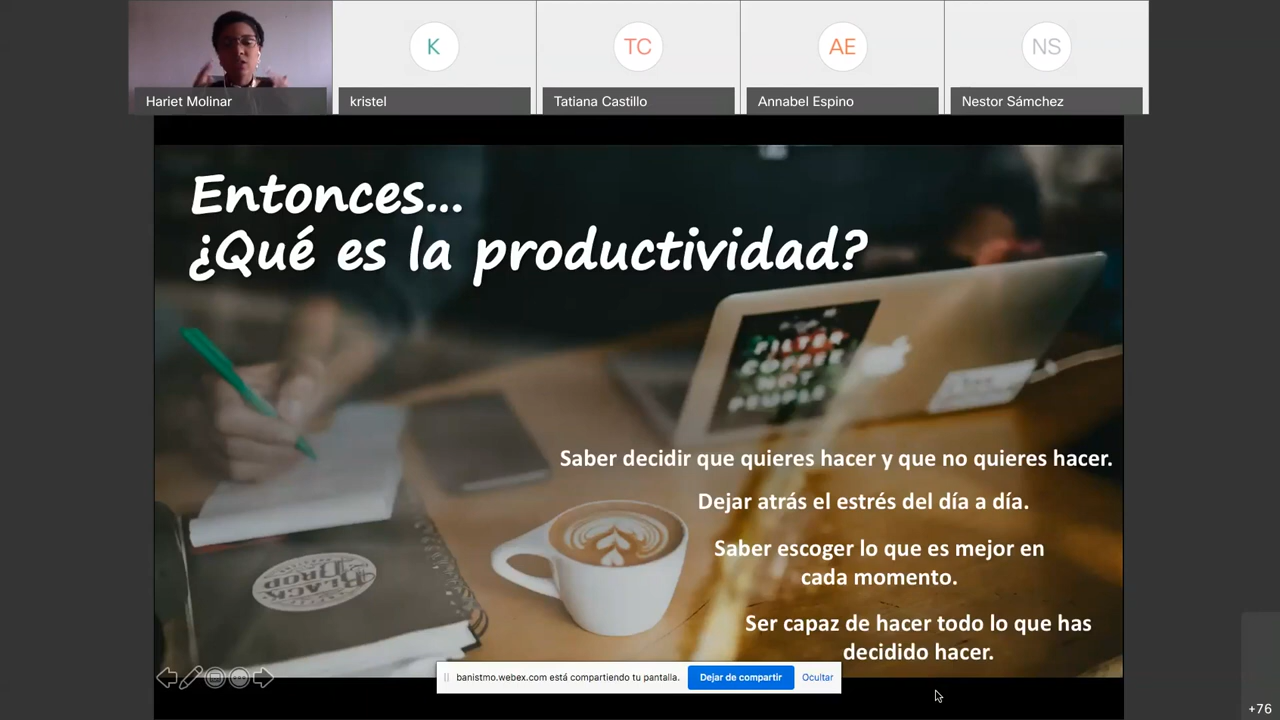 K
TC
AE
NS
Hariet Molinar
kristel
Tatiana Castillo
Annabel Espino
Nestor Sámchez
Entonces...
¿Qué es la productividad?
FILTER
COFFEE
NOT
PEOPLE
Saber decidir que quieres hacer y que no quieres hacer.
Dejar atrás el estrés del día a día.
Saber escoger lo que es mejor en
cada momento.
Ser capaz de hacer todo lo que has
decidido hacer.
BLACK
DROP
banistmo.webex.com está compartiendo tu pantalla.
Dejar de compartir
Ocultar
+76